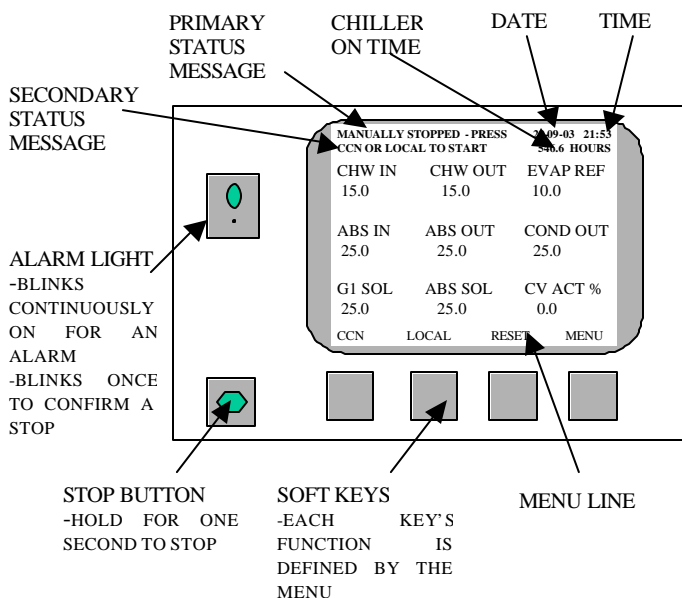 PRIMARY STATUS MESSAGE
CHILLER ON TIME
DATE
TIME
SECONDARY STATUS MESSAGE
MANUALLY STOPPED - PRESS
09-03 21:53
CCN OR LOCAL TO START
HOURS
CHW IN CHW OUT EVAP REF
15.0 15.0 10.0
ABS IN ABS OUT COND OUT
25.0 25.0 25.0
G1 SOL ABS SOL CV ACT %
25.0 25.0 0.0
CCN LOCAL RESET MENU
ALARM LIGHT
-BLINKS
CONTINUOUSLY
ON FOR AN
ALARM
-BLINKS ONCE
TO CONFIRM A
STOP
STOP BUTTON
-HOLD FOR ONE
SECOND TO STOP
SOFT KEYS
-EACH KEY'S
FUNCTION IS
DEFINED BY THE
MENU
MENU LINE